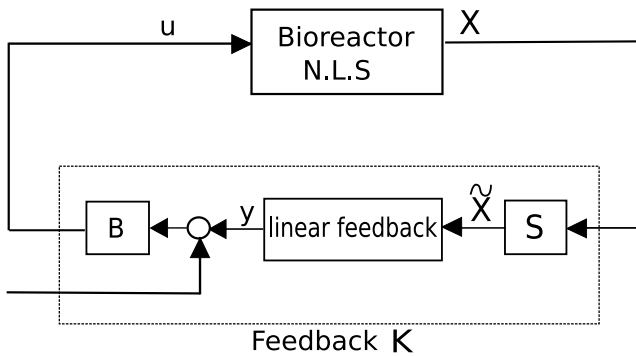 u
Bioreactor
N.L.S
X
B
y
linear feedback
X̃
S
Feedback K